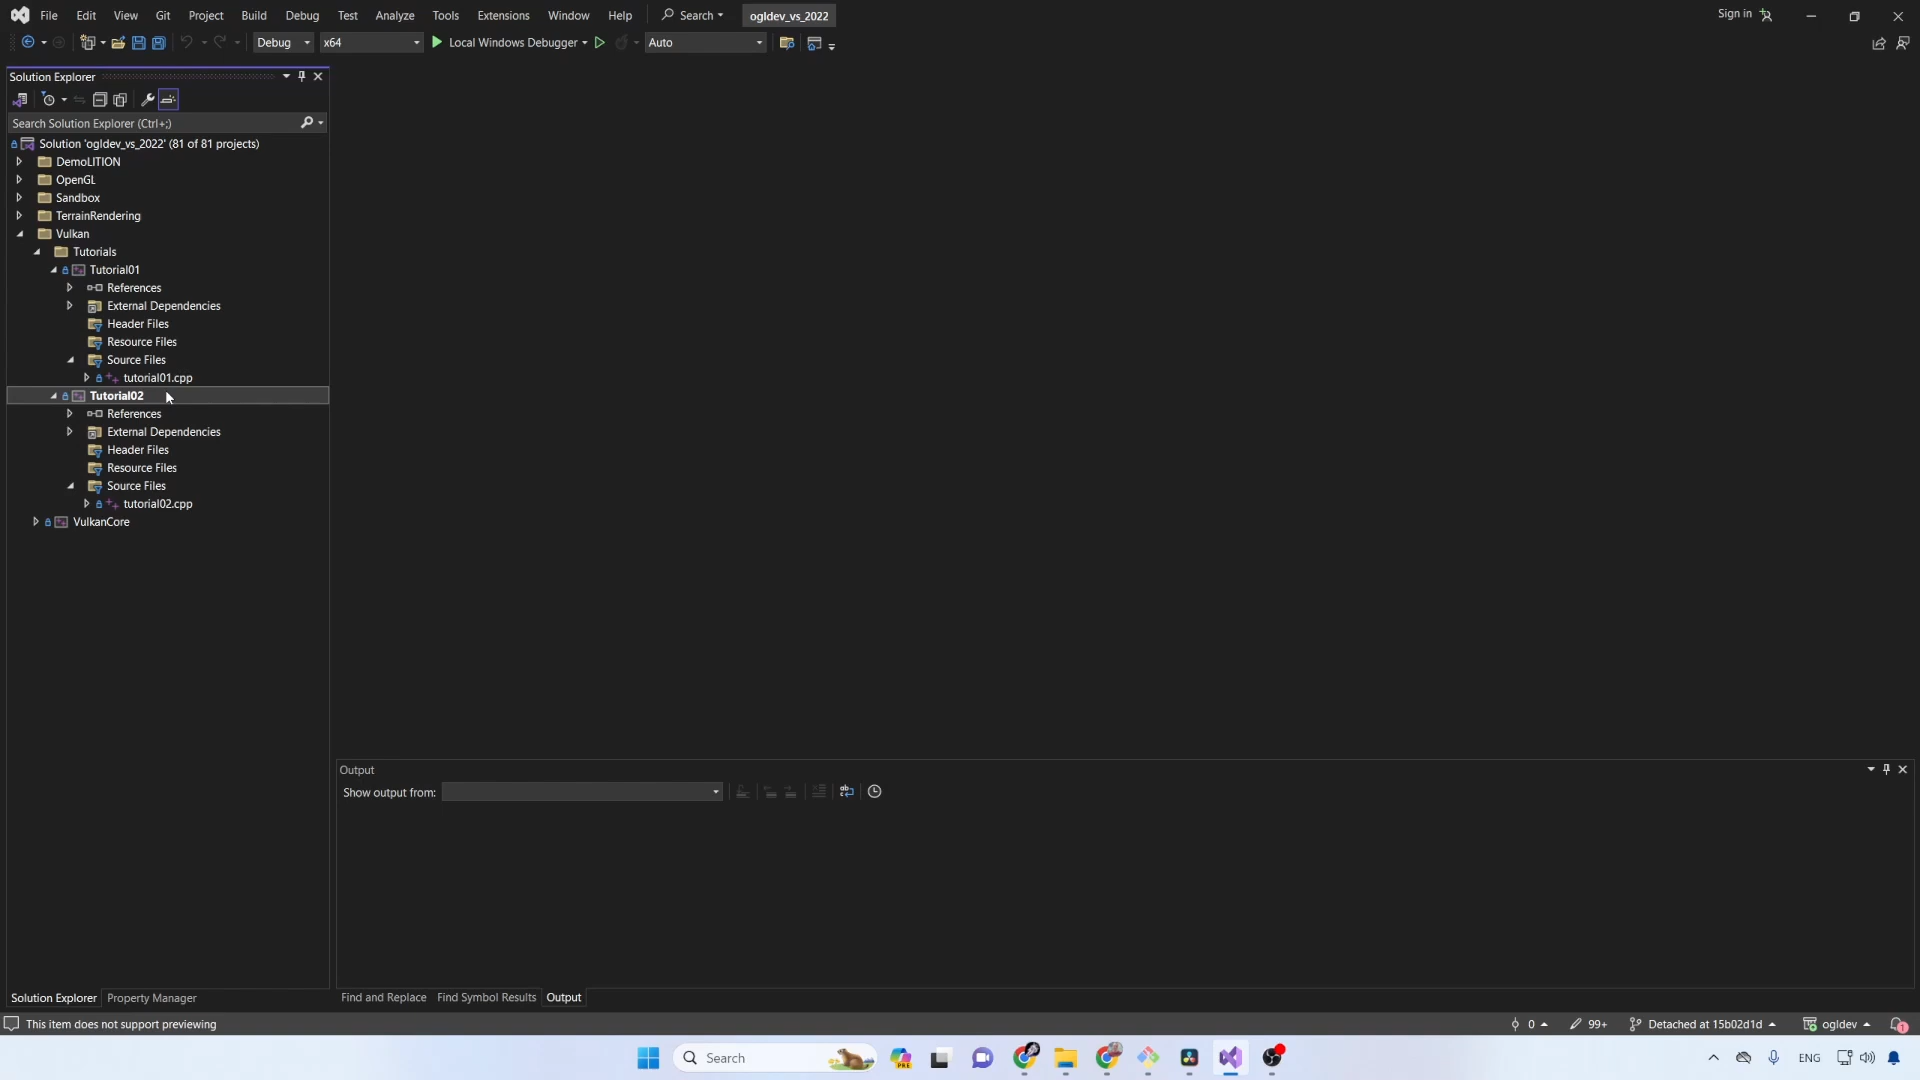 File Edit View Git Project Build Debug Test Analyze Tools Extensions Window Help Search ogldev_vs_2022 Sign in
Debug x64 Local Windows Debugger Auto
Solution Explorer
Search Solution Explorer (Ctrl+;)
Solution 'ogldev_vs_2022' (81 of 81 projects)
DemoLITION
OpenGL
Sandbox
TerrainRendering
Vulkan
Tutorials
Tutorial01
References
External Dependencies
Header Files
Resource Files
Source Files
tutorial01.cpp
Tutorial02
References
External Dependencies
Header Files
Resource Files
Source Files
tutorial02.cpp
VulkanCore
Output
Show output from:
Solution Explorer Property Manager
Find and Replace Find Symbol Results Output
This item does not support previewing 0 99+ Detached at 15b02d1d ogldev 1
Search PRE ENG